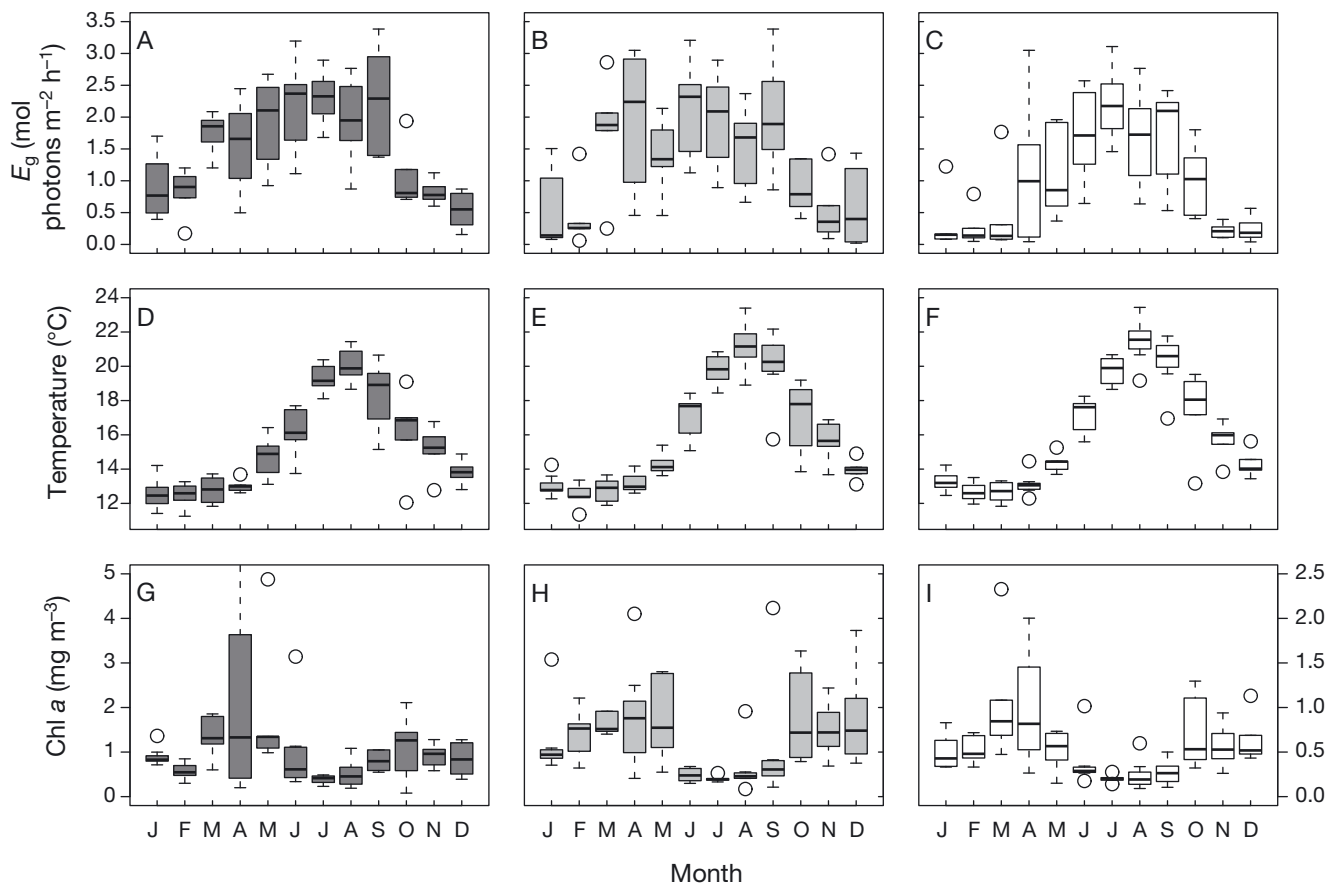 A
B
C
3.5
3.0
2.5
2.0
1.5
1.0
0.5
0.0
Eg (mol
photons m−2 h−1)
D
E
F
24
22
20
18
16
14
12
Temperature (°C)
G
H
I
5
4
3
2
1
0
Chl a (mg m−3)
2.5
2.0
1.5
1.0
0.5
0.0
J F M A M J J A S O N D
J F M A M J J A S O N D
J F M A M J J A S O N D
Month